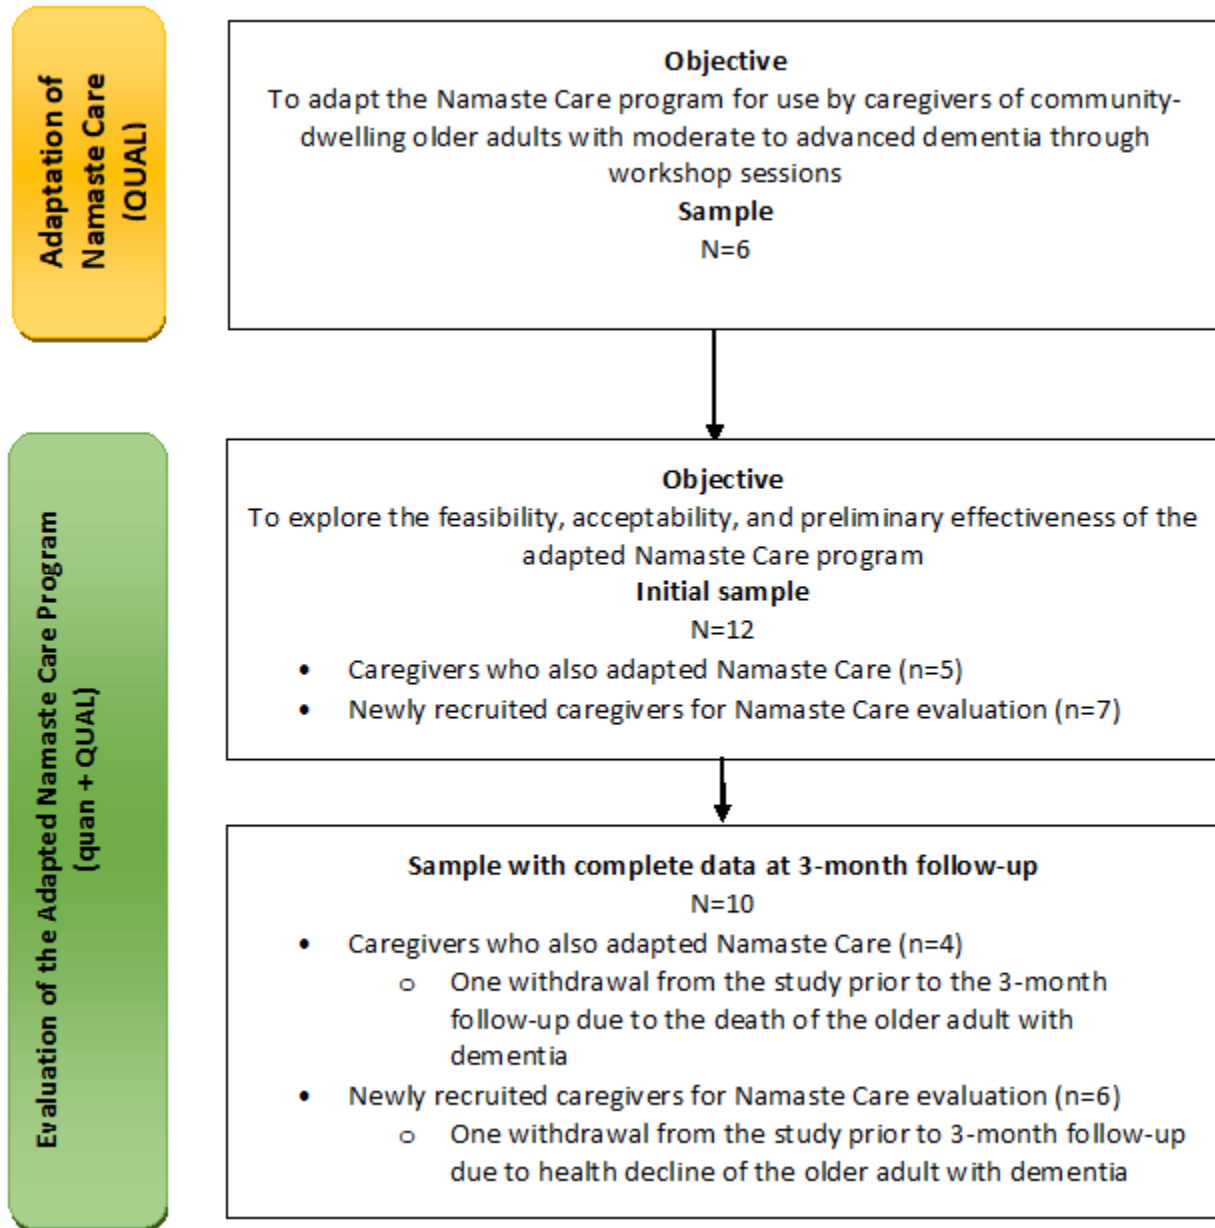 Adaptation of
Namaste Care
(QUAL)
Objective
To adapt the Namaste Care program for use by caregivers of community-
dwelling older adults with moderate to advanced dementia through
workshop sessions
Sample
N=6
Evaluation of the Adapted Namaste Care Program
(quan + QUAL)
Objective
To explore the feasibility, acceptability, and preliminary effectiveness of the
adapted Namaste Care program
Initial sample
N=12
• Caregivers who also adapted Namaste Care (n=5)
• Newly recruited caregivers for Namaste Care evaluation (n=7)
Sample with complete data at 3-month follow-up
N=10
• Caregivers who also adapted Namaste Care (n=4)
o One withdrawal from the study prior to the 3-month
follow-up due to the death of the older adult with
dementia
• Newly recruited caregivers for Namaste Care evaluation (n=6)
o One withdrawal from the study prior to 3-month follow-up
due to health decline of the older adult with dementia